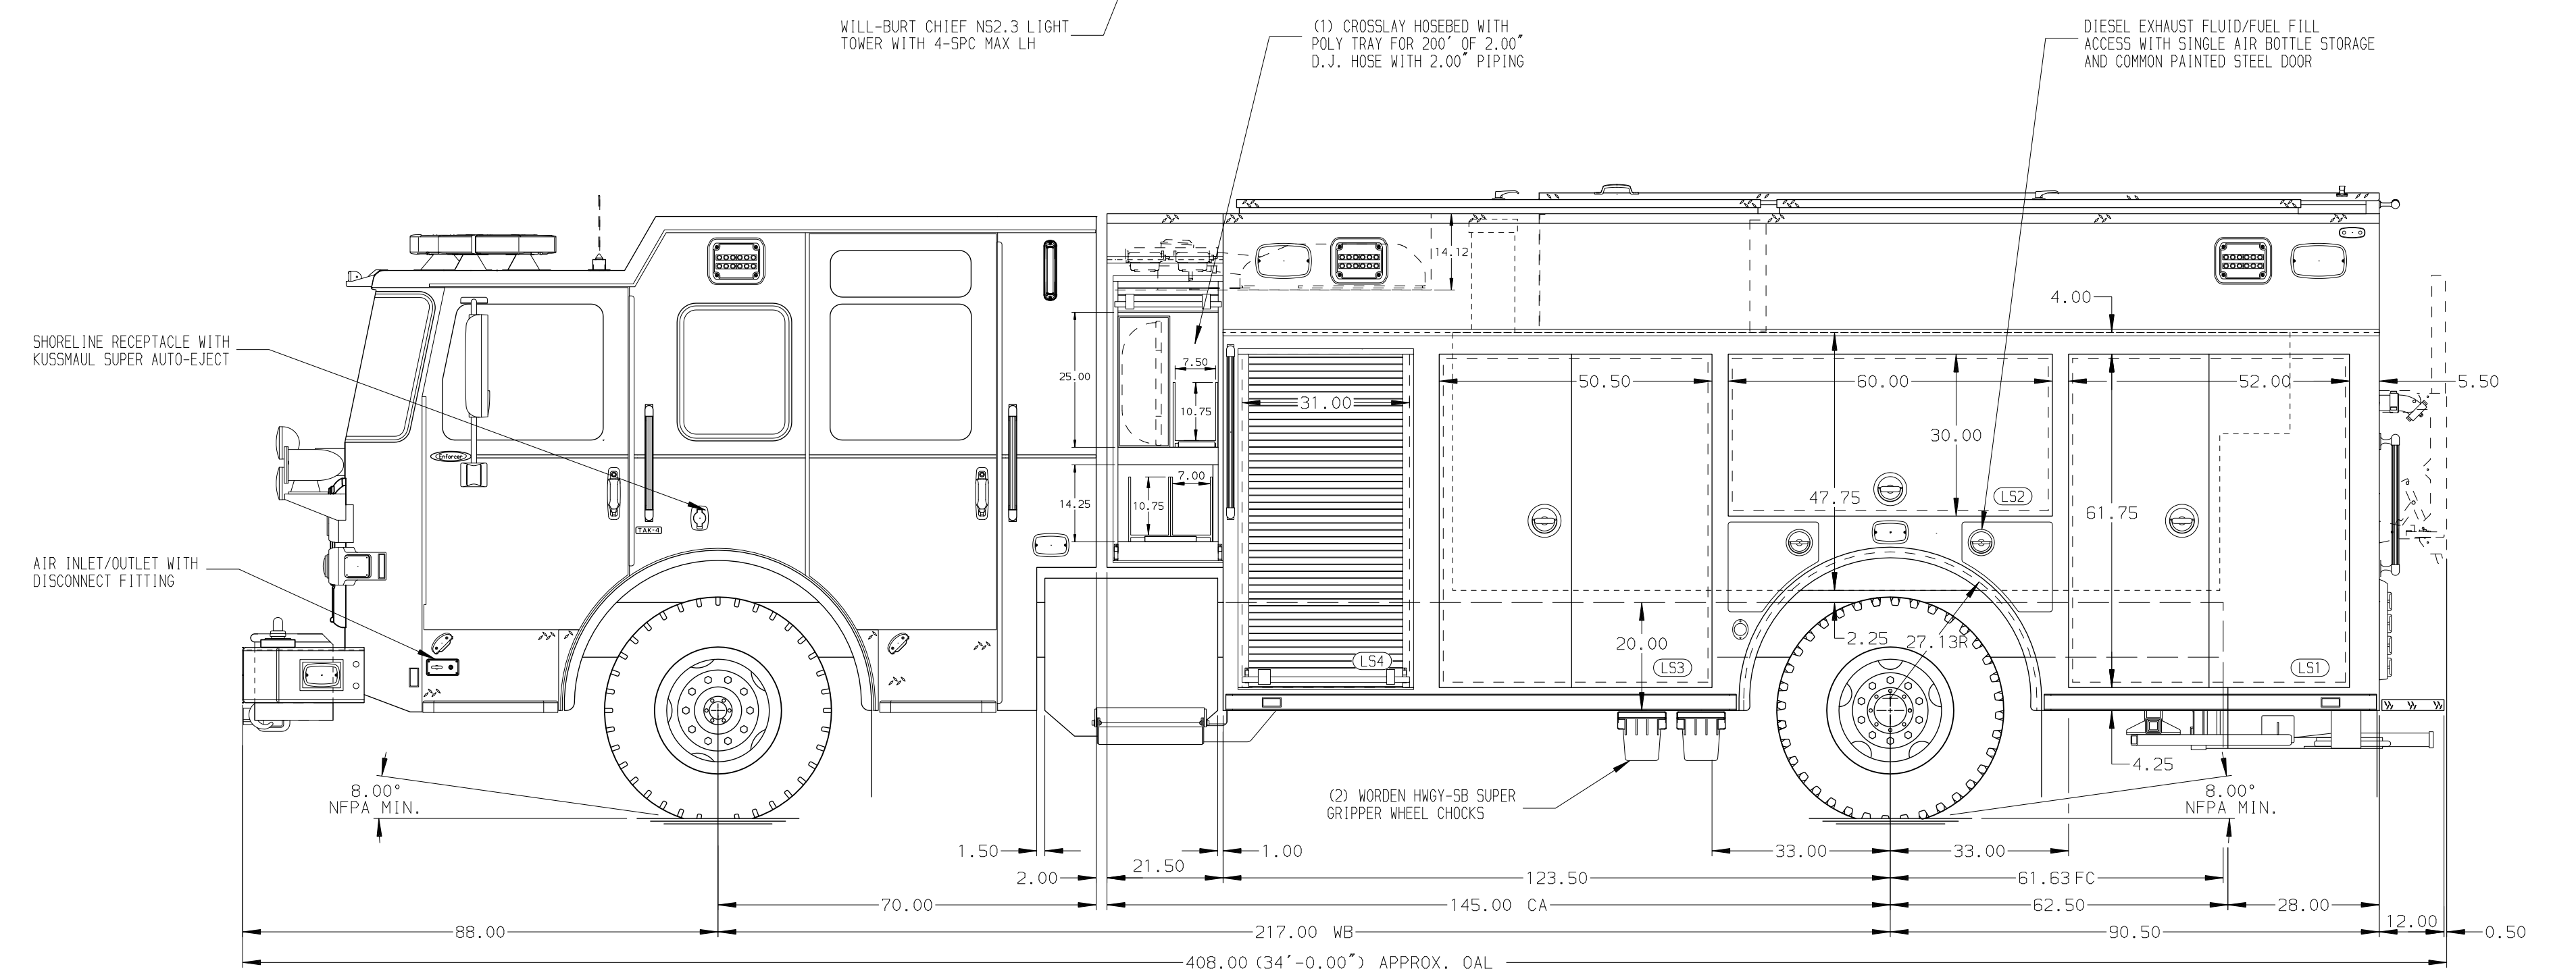 WILL-BURT CHIEF NS2.3 LIGHT
TOWER WITH 4-SPC MAX LH
(1) CROSSLAY HOSEBED WITH
POLY TRAY FOR 200' OF 2.00"
D.J. HOSE WITH 2.00" PIPING
DIESEL EXHAUST FLUID/FUEL FILL
ACCESS WITH SINGLE AIR BOTTLE STORAGE
AND COMMON PAINTED STEEL DOOR
14.12
4.00
SHORELINE RECEPTACLE WITH
KUSSMAUL SUPER AUTO-EJECT
7.50
25.00
50.50
60.00
52.00
5.50
31.00
10.75
30.00
Enforcer
7.00
14.25
10.75
47.75
LS2
61.75
TAK-4
AIR INLET/OUTLET WITH
DISCONNECT FITTING
20.00
2.25
27.13R
LS4
LS3
LS1
4.25
8.00°
NFPA MIN.
(2) WORDEN HWGY-SB SUPER
GRIPPER WHEEL CHOCKS
8.00°
NFPA MIN.
1.50
1.00
33.00
33.00
2.00
21.50
123.50
61.63 FC
70.00
145.00 CA
62.50
28.00
88.00
217.00 WB
90.50
12.00
0.50
408.00 (34'-0.00") APPROX. OAL